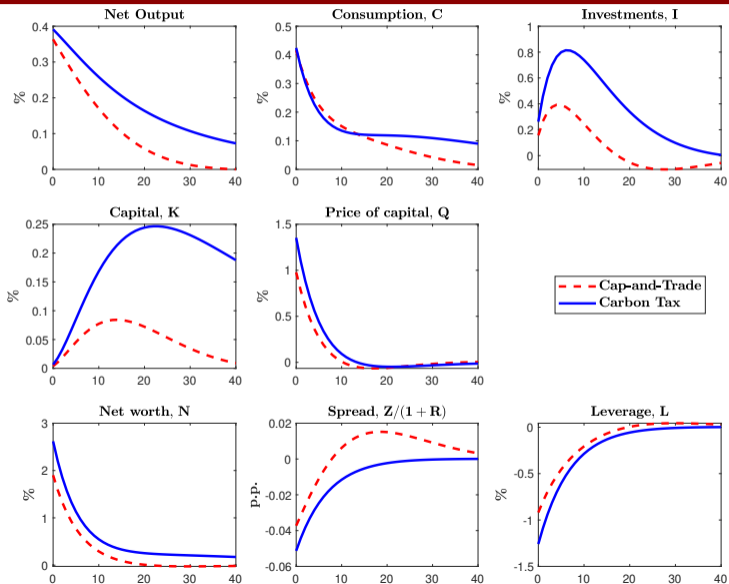 Net Output
Consumption, C
Investments, I
0.4
0.3
0.2
0.1
0
%
0 10 20 30 40
0.5
0.4
0.3
0.2
0.1
0
%
0 10 20 30 40
1
0.8
0.6
0.4
0.2
0
%
0 10 20 30 40
Capital, K
Price of capital, Q
0.25
0.2
0.15
0.1
0.05
0
%
0 10 20 30 40
1.5
1
0.5
0
%
0 10 20 30 40
Cap-and-Trade
Carbon Tax
Net worth, N
Spread, Z/(1 + R)
Leverage, L
3
2
1
0
%
0 10 20 30 40
0.02
0
-0.02
-0.04
-0.06
p.p.
0 10 20 30 40
0
-0.5
-1
-1.5
%
0 10 20 30 40